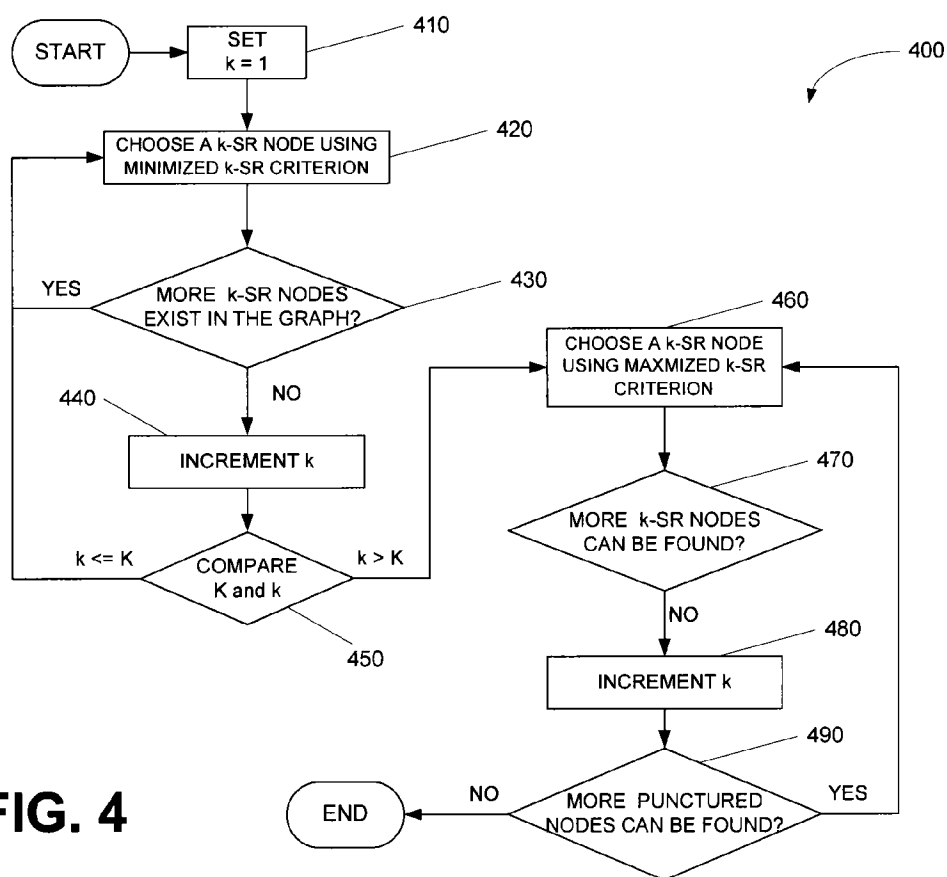 START
SET
k = 1
410
400
CHOOSE A k-SR NODE USING
MINIMIZED k-SR CRITERION
420
YES
MORE k-SR NODES
EXIST IN THE GRAPH?
430
NO
440
INCREMENT k
k <= K
COMPARE
K and k
k > K
450
460
CHOOSE A k-SR NODE
USING MAXMIZED k-SR
CRITERION
470
MORE k-SR NODES
CAN BE FOUND?
NO
480
INCREMENT k
490
MORE PUNCTURED
NODES CAN BE FOUND?
NO
YES
END
FIG. 4